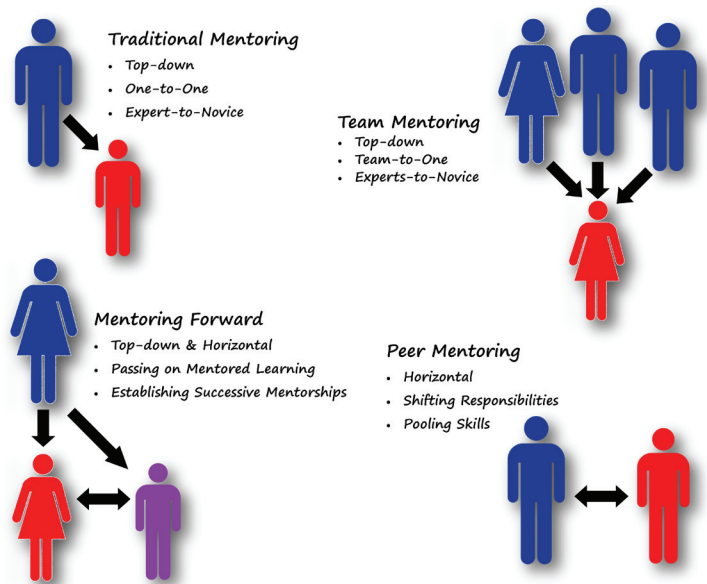 Traditional Mentoring
• Top-down
• One-to-One
• Expert-to-Novice
Team Mentoring
• Top-down
• Team-to-One
• Experts-to-Novice
Mentoring Forward
• Top-down & Horizontal
• Passing on Mentored Learning
• Establishing Successive Mentorships
Peer Mentoring
• Horizontal
• Shifting Responsibilities
• Pooling Skills